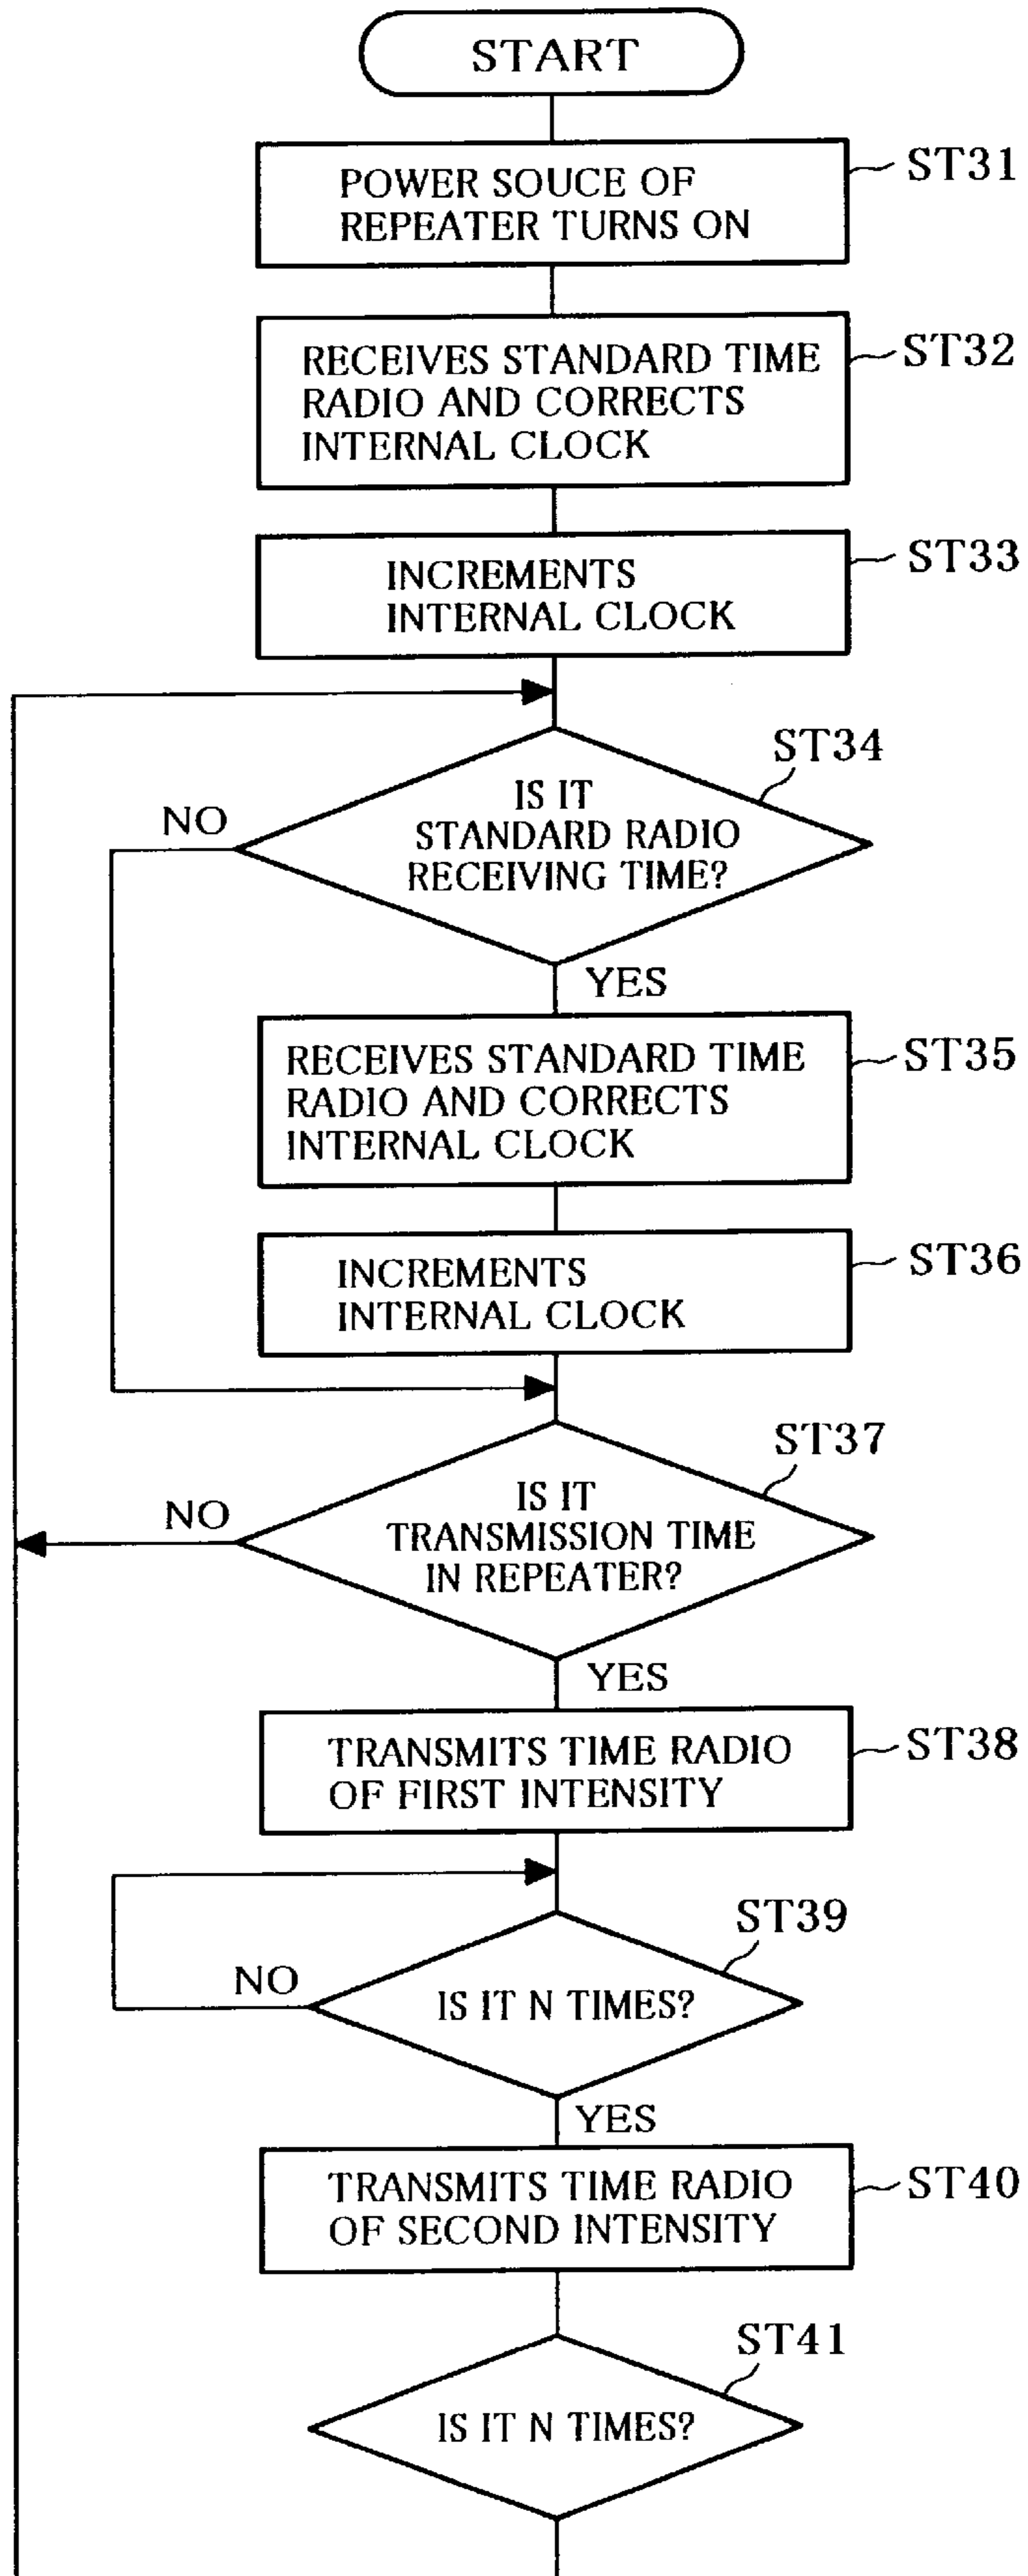 START
POWER SOUCE OF
REPEATER TURNS ON
ST31
RECEIVES STANDARD TIME
RADIO AND CORRECTS
INTERNAL CLOCK
ST32
INCREMENTS
INTERNAL CLOCK
ST33
IS IT
STANDARD RADIO
RECEIVING TIME?
ST34
NO
YES
RECEIVES STANDARD TIME
RADIO AND CORRECTS
INTERNAL CLOCK
ST35
INCREMENTS
INTERNAL CLOCK
ST36
IS IT
TRANSMISSION TIME
IN REPEATER?
ST37
NO
YES
TRANSMITS TIME RADIO
OF FIRST INTENSITY
ST38
IS IT N TIMES?
ST39
NO
YES
TRANSMITS TIME RADIO
OF SECOND INTENSITY
ST40
IS IT N TIMES?
ST41